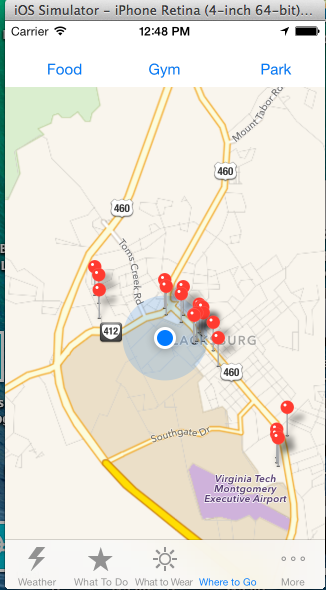 iOS Simulator – iPhone Retina (4-inch 64-bit)...
Carrier 12:48 PM
Food Gym Park
Mount Tabor Rd
460
460
Toms Creek Rd
412
460
Southgate Dr
Virginia Tech
Montgomery
Executive Airport
Weather What To Do What to Wear Where to Go More